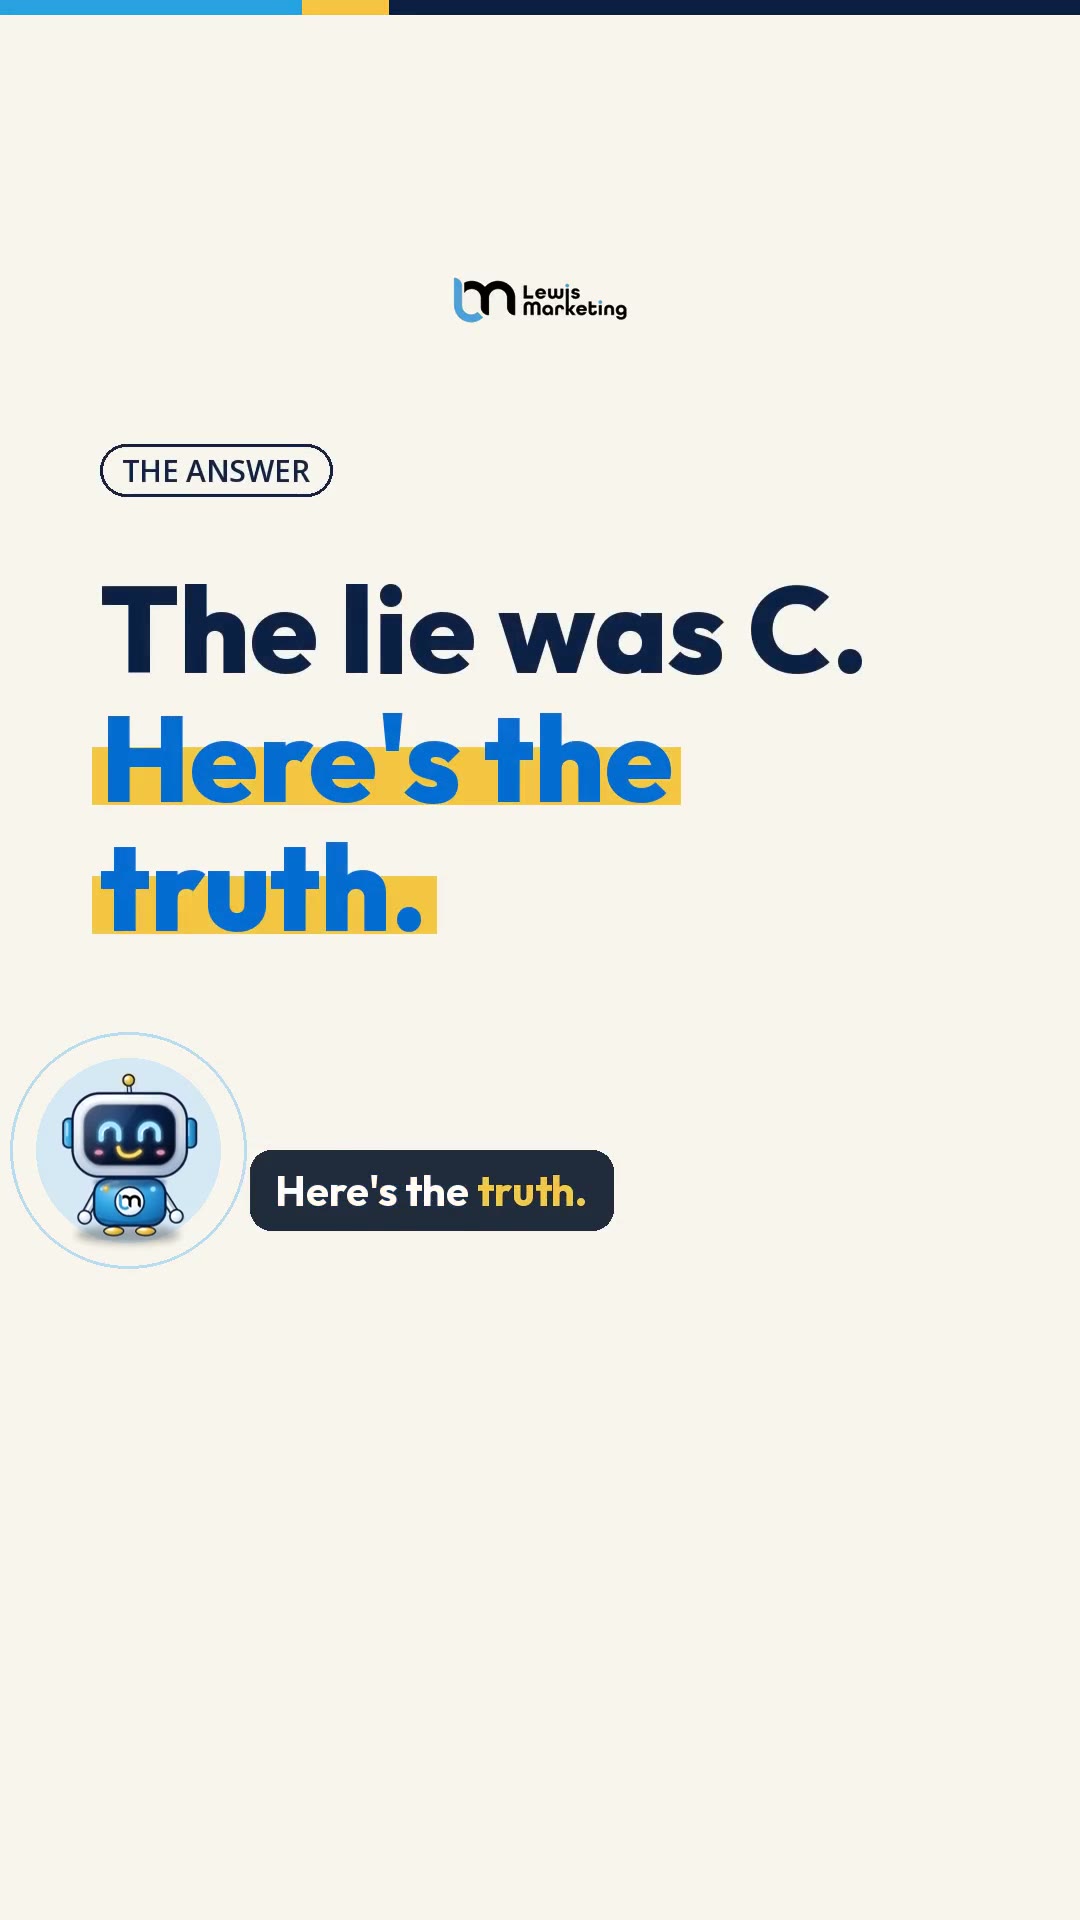 Lewis
Marketing
THE ANSWER
The lie was C.
Here's the
truth.
Here's the truth.